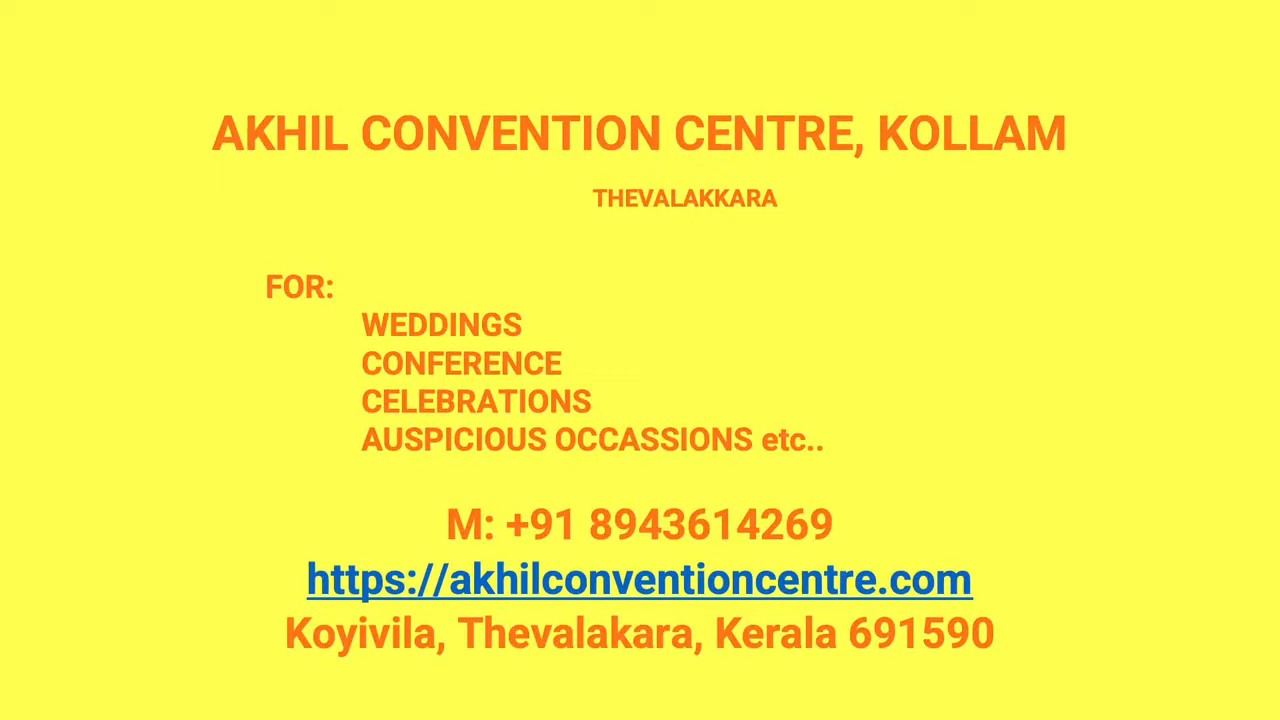 AKHIL CONVENTION CENTRE, KOLLAM
THEVALAKKARA
FOR:
WEDDINGS
CONFERENCE
CELEBRATIONS
AUSPICIOUS OCCASSIONS etc..
M: +91 8943614269
https://akhilconventioncentre.com
Koyivila, Thevalakara, Kerala 691590